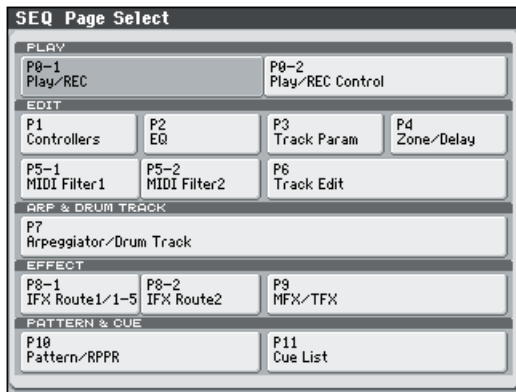 SEQ Page Select
PLAY
P0-1
Play/REC
P0-2
Play/REC Control
EDIT
P1
Controllers
P2
EQ
P3
Track Param
P4
Zone/Delay
P5-1
MIDI Filter1
P5-2
MIDI Filter2
P6
Track Edit
ARP & DRUM TRACK
P7
Arpeggiator/Drum Track
EFFECT
P8-1
IFX Route1/1-5
P8-2
IFX Route2
P9
MFX/TFX
PATTERN & CUE
P10
Pattern/RPPR
P11
Cue List